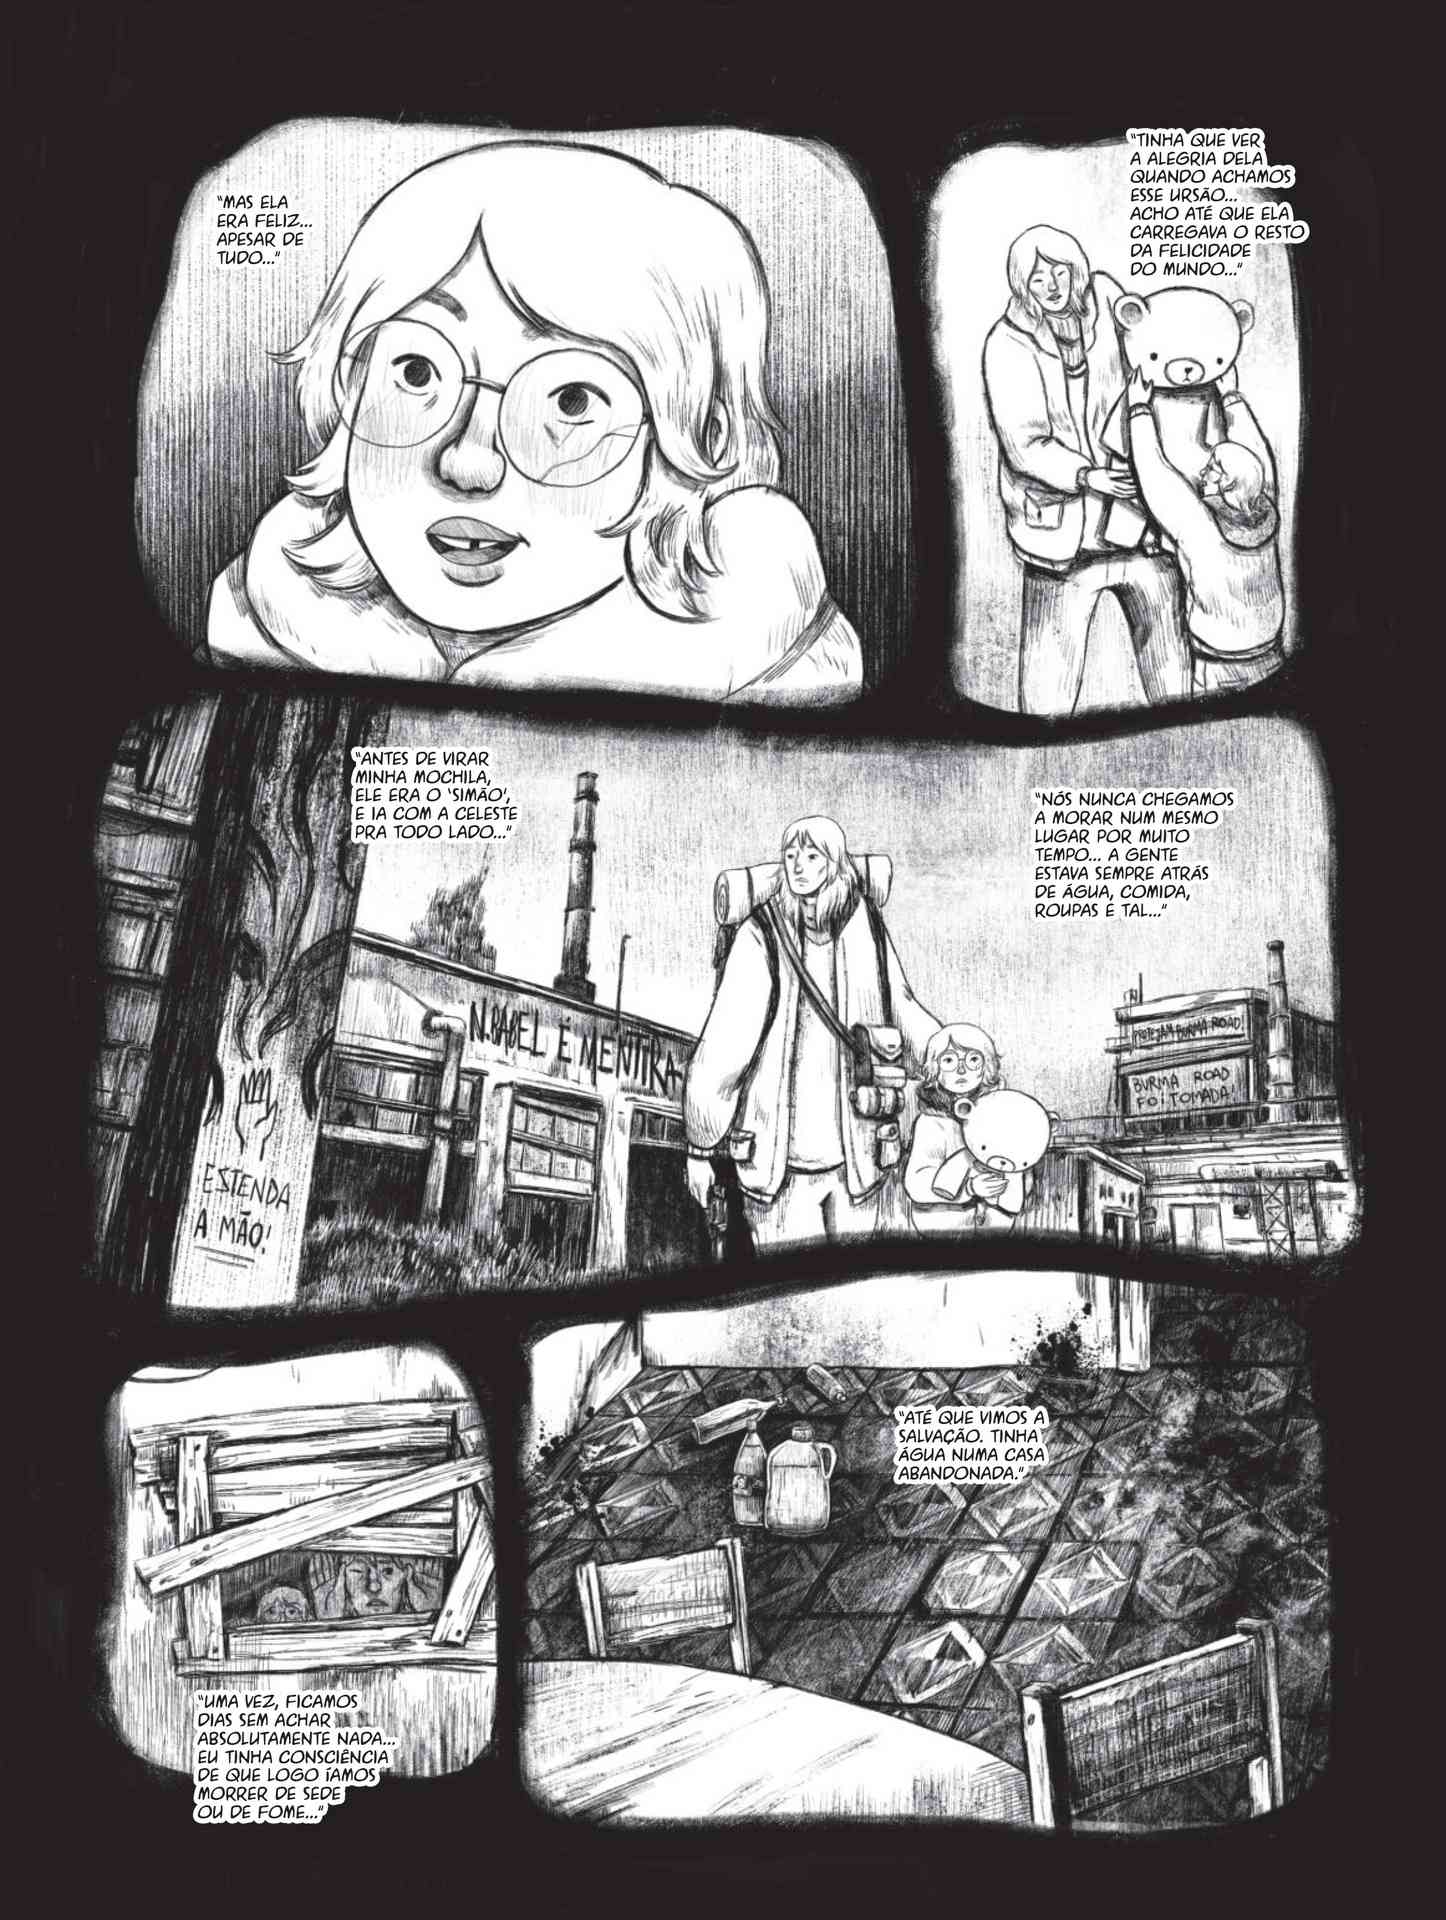 "MAS ELA
ERA FELIZ...
APESAR DE
TUDO..."
"TINHA QUE VER
A ALEGRIA DELA
QUANDO ACHAMOS
ESSE URSÃO...
ACHO ATÉ QUE ELA
CARREGAVA O RESTO
DA FELICIDADE
DO MUNDO..."
"ANTES DE VIRAR
MINHA MOCHILA,
ELE ERA O 'SIMÃO',
E IA COM A CELESTE
PRA TODO LADO..."
"NÓS NUNCA CHEGAMOS
A MORAR NUM MESMO
LUGAR POR MUITO
TEMPO... A GENTE
ESTAVA SEMPRE ATRÁS
DE ÁGUA, COMIDA,
ROUPAS E TAL..."
N.BABEL É MENTIRA
PROTEJAM BURMA ROAD!
BURMA ROAD
FOI TOMADA!
ESTENDA
A MÃO!
"UMA VEZ, FICAMOS
DIAS SEM ACHAR
ABSOLUTAMENTE NADA...
EU TINHA CONSCIÊNCIA
DE QUE LOGO ÍAMOS
MORRER DE SEDE
OU DE FOME..."
"ATÉ QUE VIMOS A
SALVAÇÃO. TINHA
ÁGUA NUMA CASA
ABANDONADA."